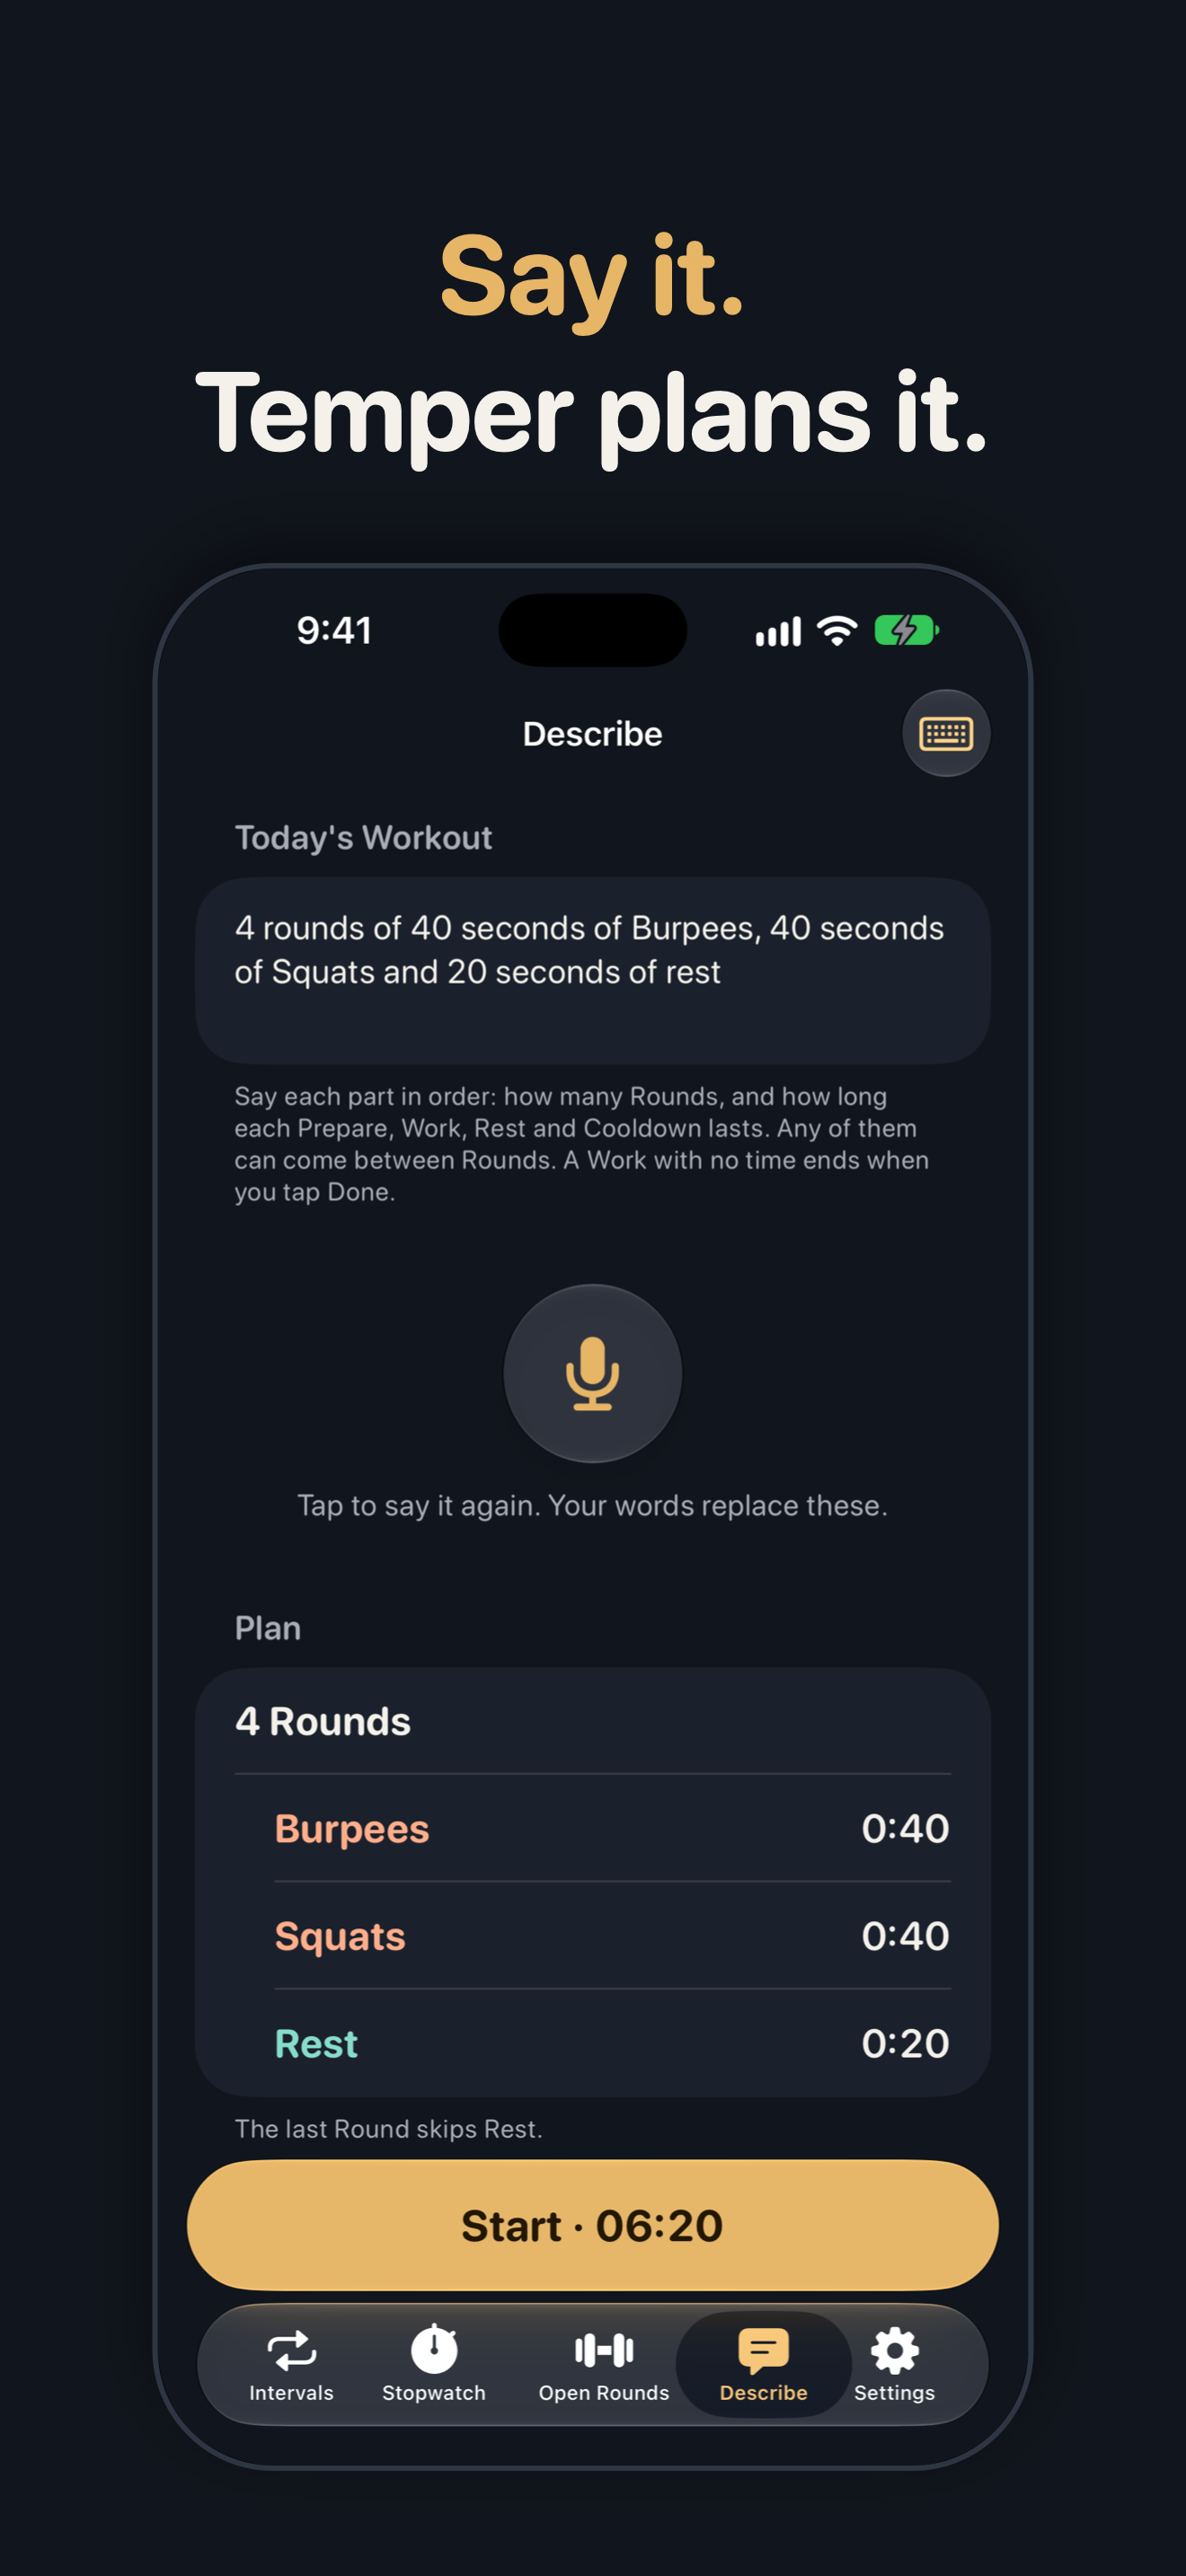 Say it.
Temper plans it.
9:41
Describe
Today's Workout
4 rounds of 40 seconds of Burpees, 40 seconds
of Squats and 20 seconds of rest
Say each part in order: how many Rounds, and how long
each Prepare, Work, Rest and Cooldown lasts. Any of them
can come between Rounds. A Work with no time ends when
you tap Done.
Tap to say it again. Your words replace these.
Plan
4 Rounds
Burpees 0:40
Squats 0:40
Rest 0:20
The last Round skips Rest.
Start · 06:20
Intervals Stopwatch Open Rounds Describe Settings